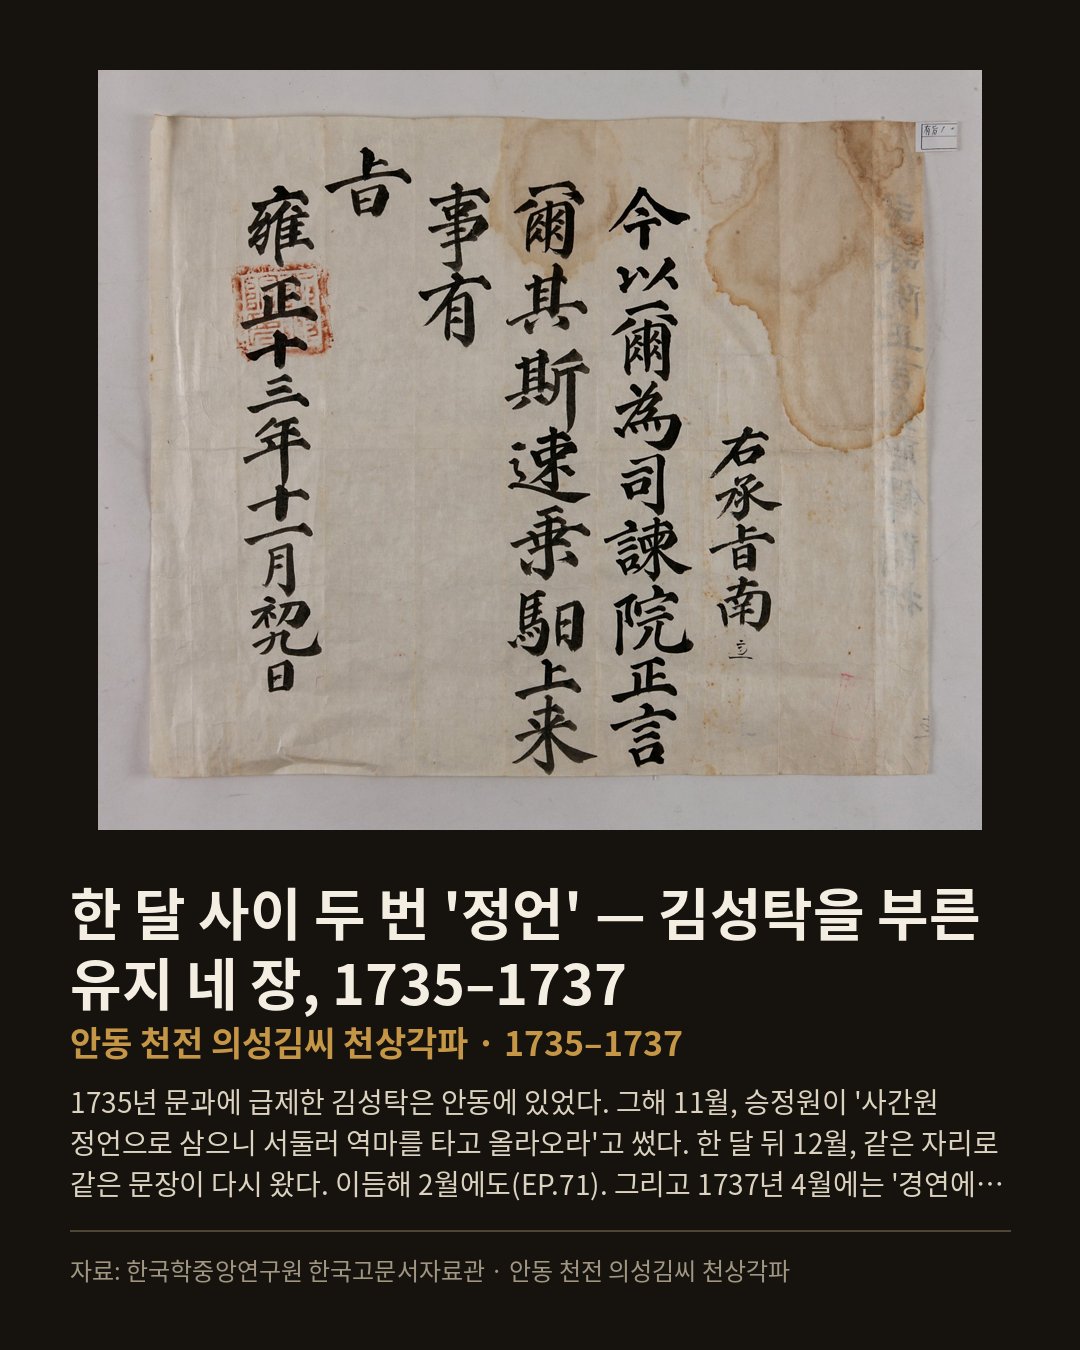 右承旨南
今以爾為司諫院正言
爾其斯速乗馹上来
事有
旨
雍正十三年十一月初九日
한 달 사이 두 번 '정언' — 김성탁을 부른
유지 네 장, 1735–1737
안동 천전 의성김씨 천상각파 · 1735–1737
1735년 문과에 급제한 김성탁은 안동에 있었다. 그해 11월, 승정원이 '사간원
정언으로 삼으니 서둘러 역마를 타고 올라오라'고 썼다. 한 달 뒤 12월, 같은 자리로
같은 문장이 다시 왔다. 이듬해 2월에도(EP.71). 그리고 1737년 4월에는 '경연에…
자료: 한국학중앙연구원 한국고문서자료관 · 안동 천전 의성김씨 천상각파